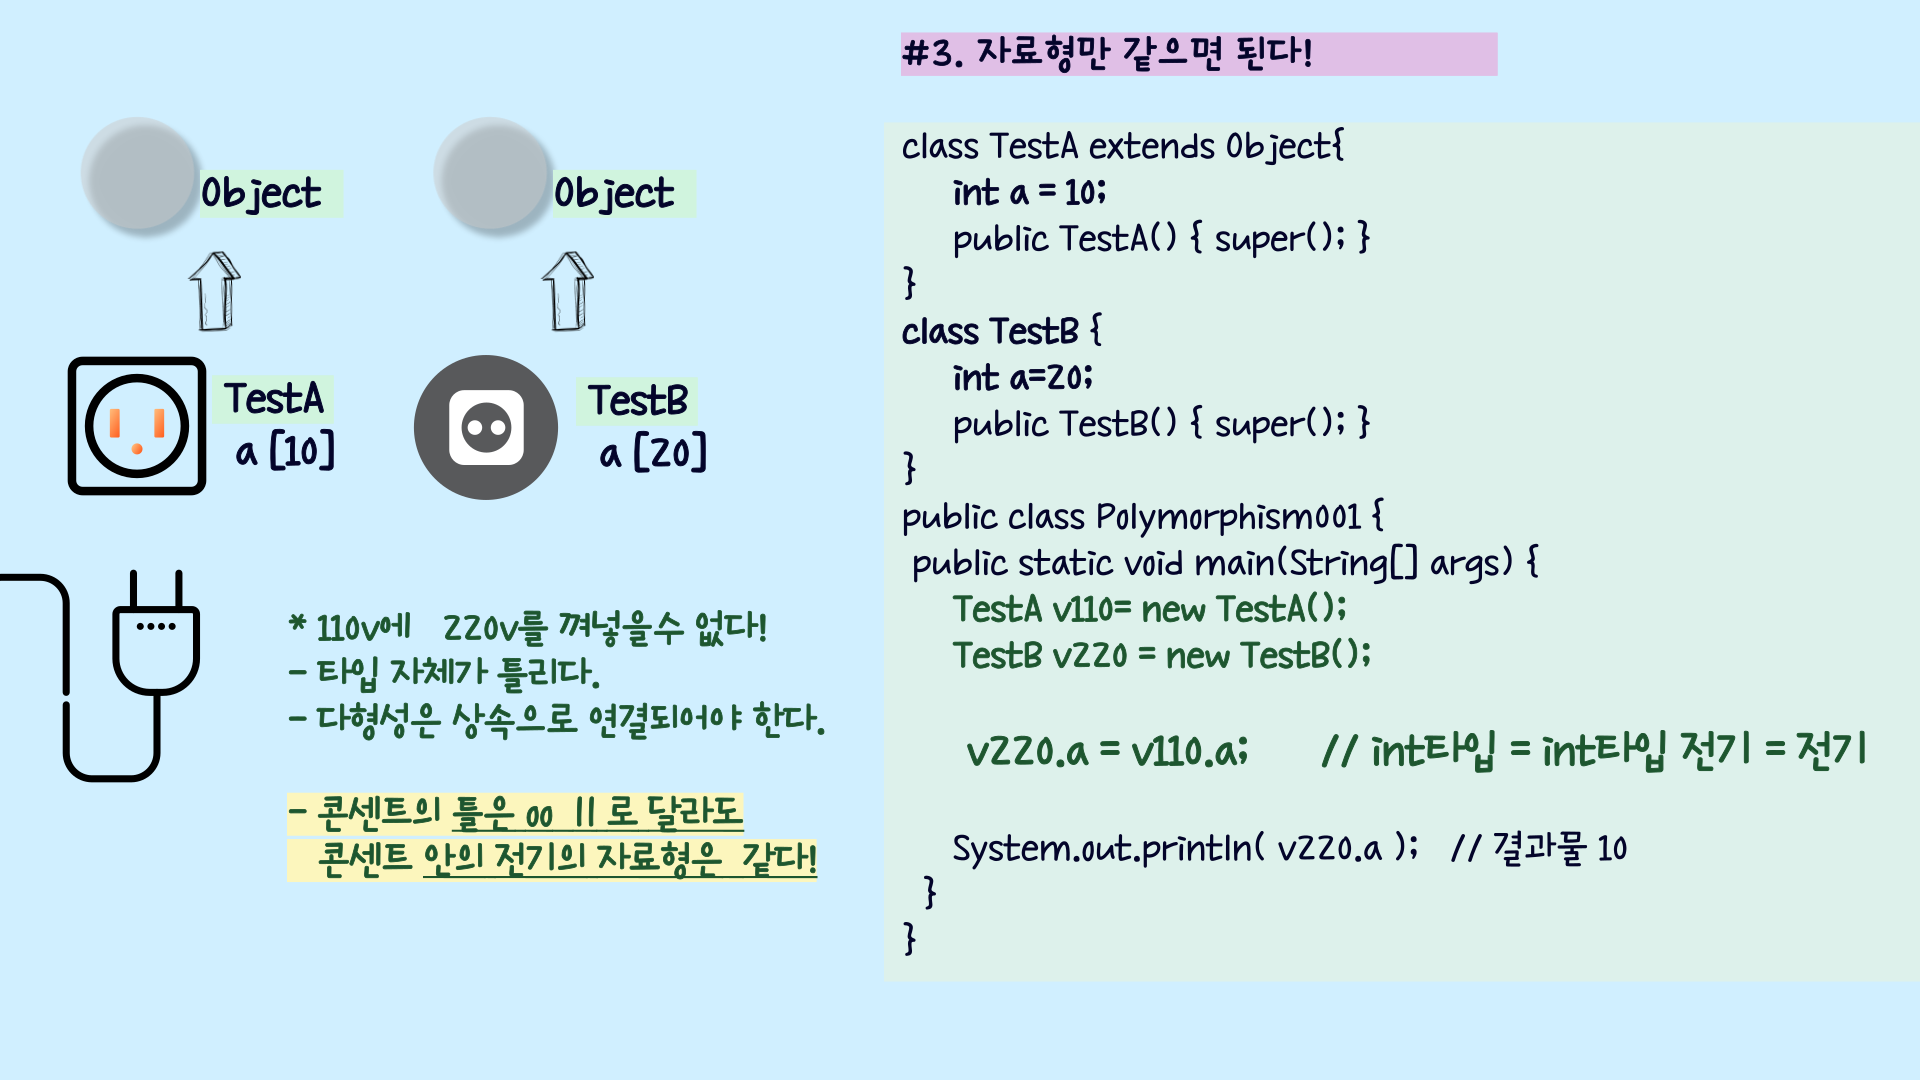 #3. 자료형만 같으면 된다!
Object
Object
TestA
a [10]
TestB
a [20]
* 110v에 220v를 껴넣을수 없다!
- 타입 자체가 틀리다.
- 다형성은 상속으로 연결되어야 한다.
- 콘센트의 틀은 oo || 로 달라도
콘센트 안의 전기의 자료형은 같다!
class TestA extends Object{
int a = 10;
public TestA() { super(); }
}
class TestB {
int a=20;
public TestB() { super(); }
}
public class Polymorphism001 {
public static void main(String[] args) {
TestA v110= new TestA();
TestB v220 = new TestB();
v220.a = v110.a; // int타입 = int타입 전기 = 전기
System.out.println( v220.a ); // 결과물 10
}
}